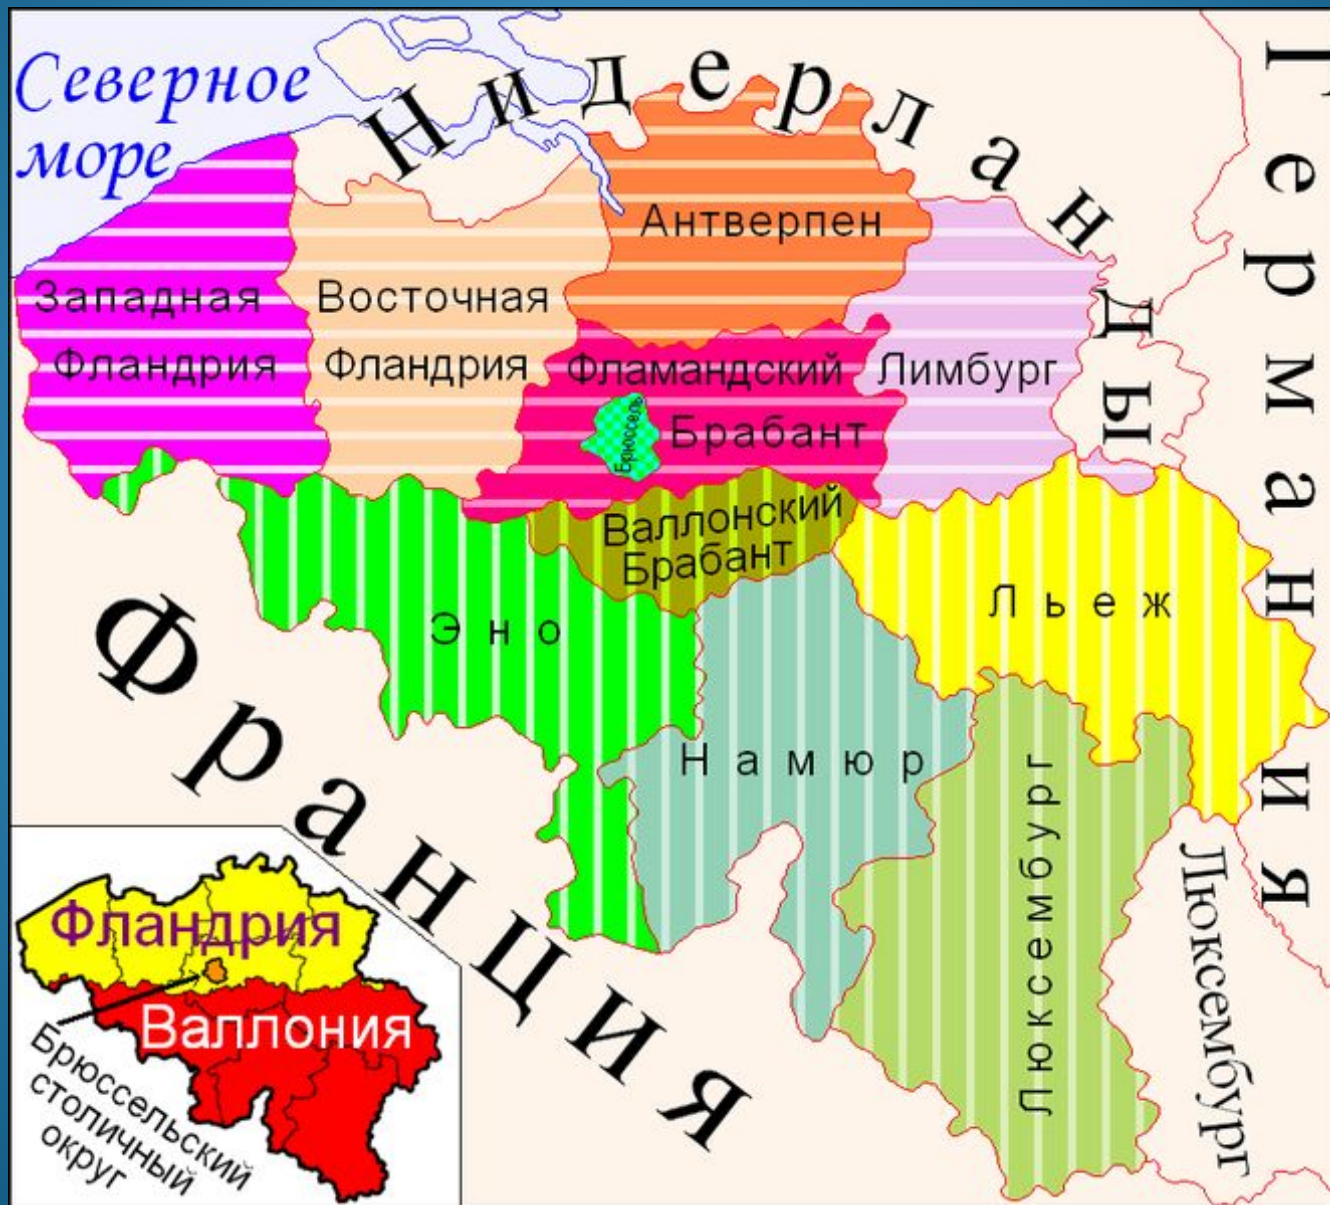 Северное
море
Нидерланды
Германия
Антверпен
Западная
Фландрия
Восточная
Фландрия
Фламандский
Брабант
Лимбург
Брюссель
Валлонский
Брабант
Льеж
Эно
Намюр
Люксембург
Люксембург
Франция
Фландрия
Валлония
Брюссельский
столичный
округ